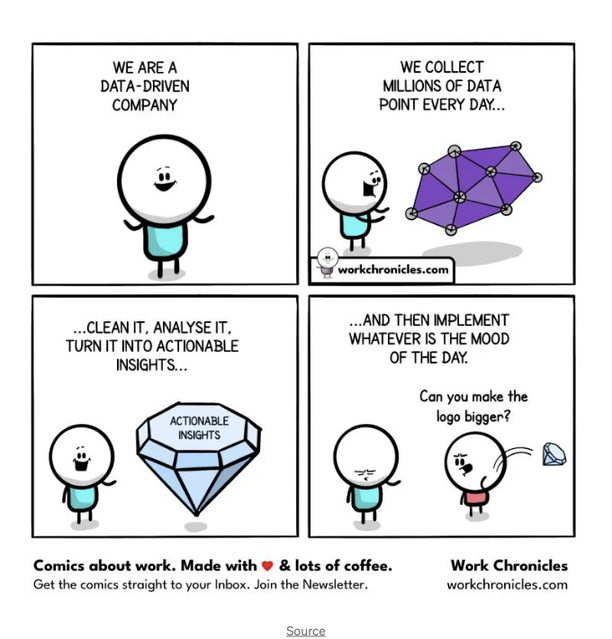 WE ARE A
DATA-DRIVEN
COMPANY
WE COLLECT
MILLIONS OF DATA
POINT EVERY DAY...
workchronicles.com
...CLEAN IT, ANALYSE IT,
TURN IT INTO ACTIONABLE
INSIGHTS...
ACTIONABLE
INSIGHTS
...AND THEN IMPLEMENT
WHATEVER IS THE MOOD
OF THE DAY.
Can you make the
logo bigger?
Comics about work. Made with ❤ & lots of coffee.
Get the comics straight to your Inbox. Join the Newsletter.
Work Chronicles
workchronicles.com
Source